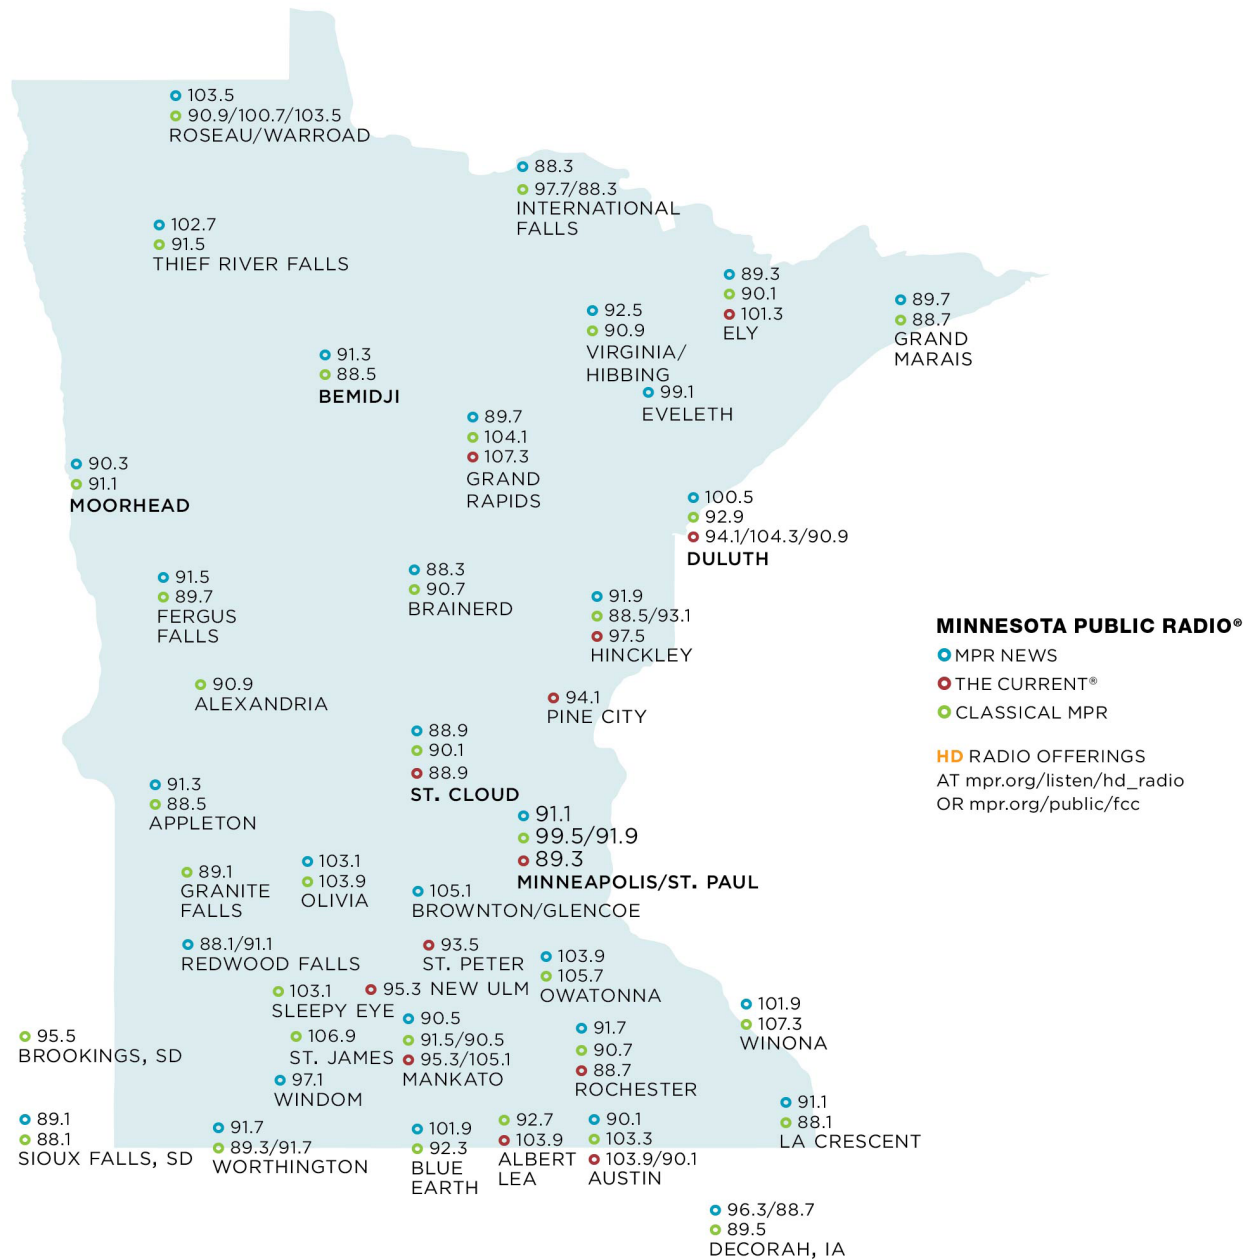 103.5
90.9/100.7/103.5
ROSEAU/WARROAD
88.3
97.7/88.3
INTERNATIONAL
FALLS
102.7
91.5
THIEF RIVER FALLS
89.3
90.1
101.3
ELY
89.7
88.7
GRAND
MARAIS
92.5
90.9
VIRGINIA/
HIBBING
99.1
EVELETH
91.3
88.5
BEMIDJI
89.7
104.1
107.3
GRAND
RAPIDS
90.3
91.1
MOORHEAD
100.5
92.9
94.1/104.3/90.9
DULUTH
91.5
89.7
FERGUS
FALLS
88.3
90.7
BRAINERD
91.9
88.5/93.1
97.5
HINCKLEY
MINNESOTA PUBLIC RADIO®
MPR NEWS
THE CURRENT®
CLASSICAL MPR
HD RADIO OFFERINGS
AT mpr.org/listen/hd_radio
OR mpr.org/public/fcc
90.9
ALEXANDRIA
94.1
PINE CITY
88.9
90.1
88.9
ST. CLOUD
91.3
88.5
APPLETON
91.1
99.5/91.9
89.3
MINNEAPOLIS/ST. PAUL
89.1
GRANITE
FALLS
103.1
103.9
OLIVIA
105.1
BROWNTON/GLENCOE
88.1/91.1
REDWOOD FALLS
93.5
ST. PETER
103.9
105.7
OWATONNA
103.1
SLEEPY EYE
95.3
NEW ULM
101.9
107.3
WINONA
95.5
BROOKINGS, SD
106.9
ST. JAMES
90.5
91.5/90.5
95.3/105.1
MANKATO
91.7
90.7
88.7
ROCHESTER
97.1
WINDOM
91.1
88.1
LA CRESCENT
89.1
88.1
SIOUX FALLS, SD
91.7
89.3/91.7
WORTHINGTON
101.9
92.3
BLUE
EARTH
92.7
103.9
ALBERT
LEA
90.1
103.3
103.9/90.1
AUSTIN
96.3/88.7
89.5
DECORAH, IA